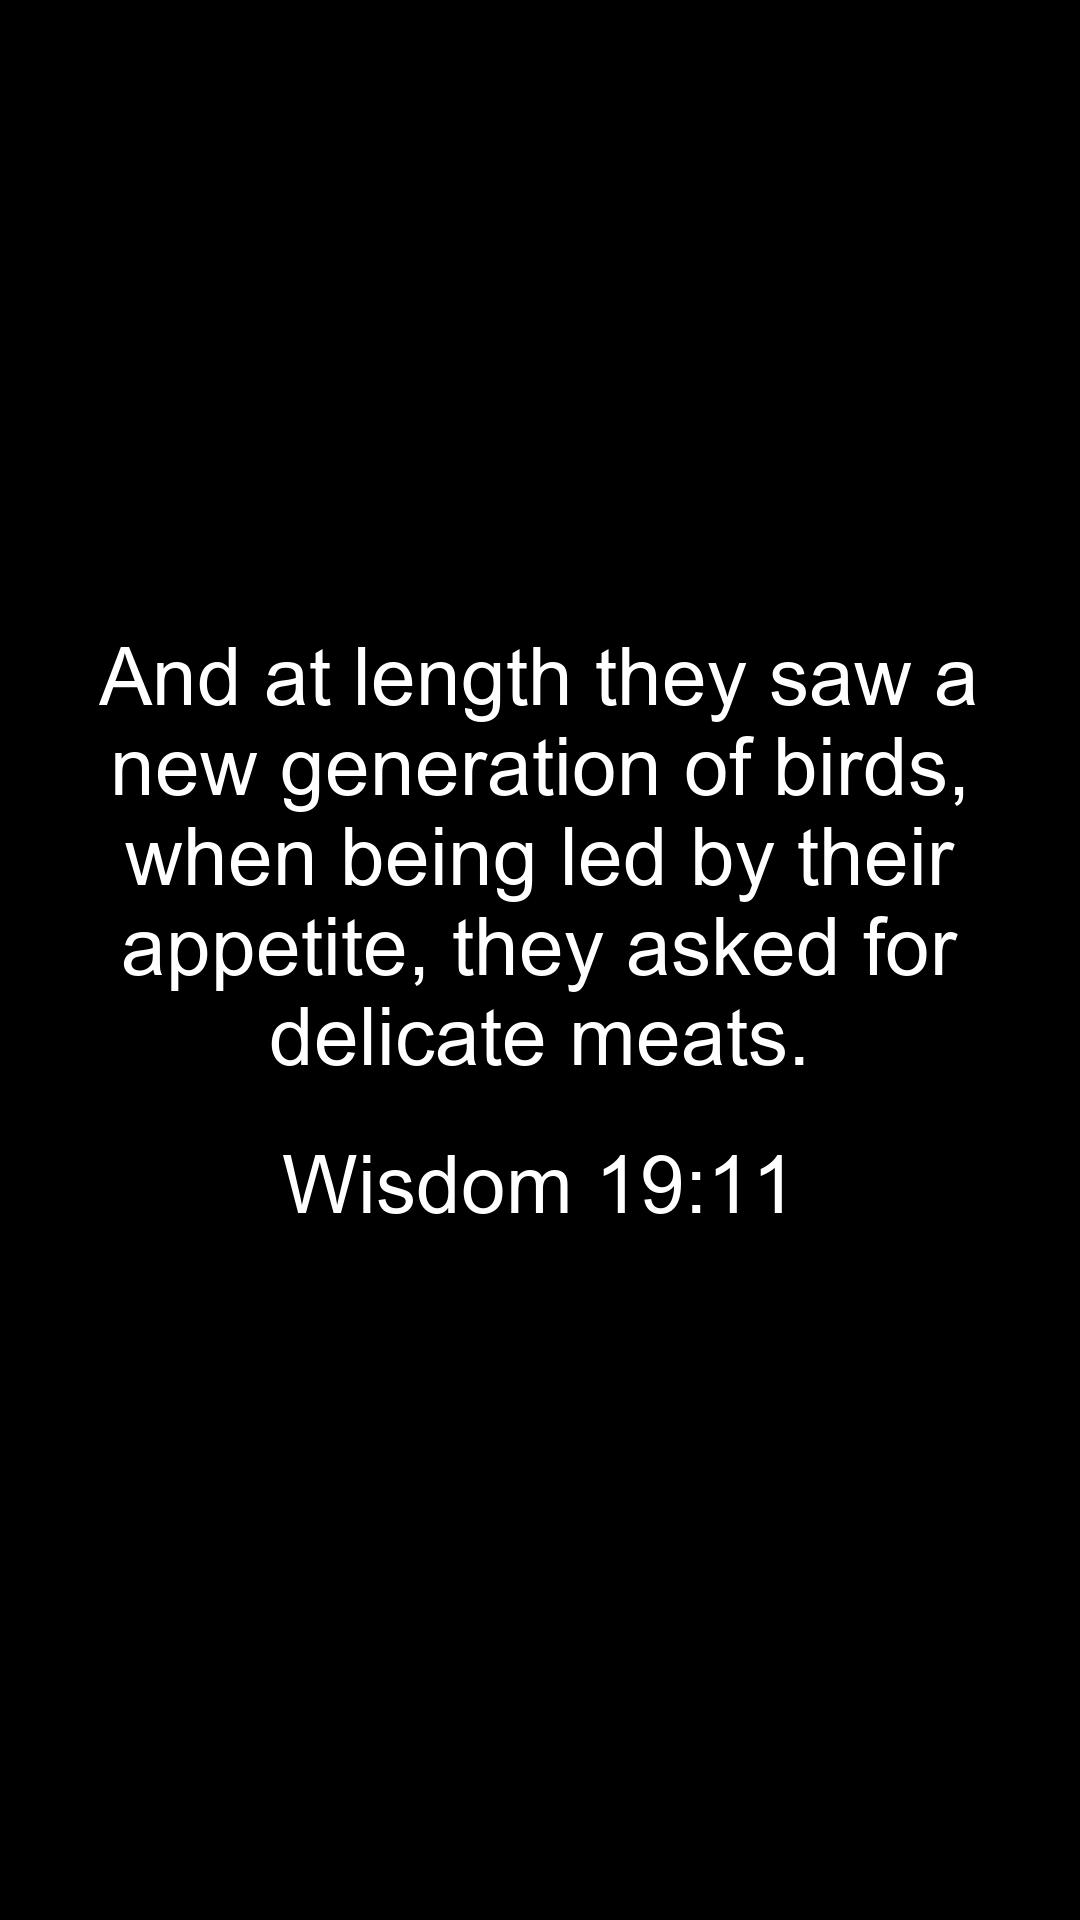 And at length they saw a
new generation of birds,
when being led by their
appetite, they asked for
delicate meats.
Wisdom 19:11